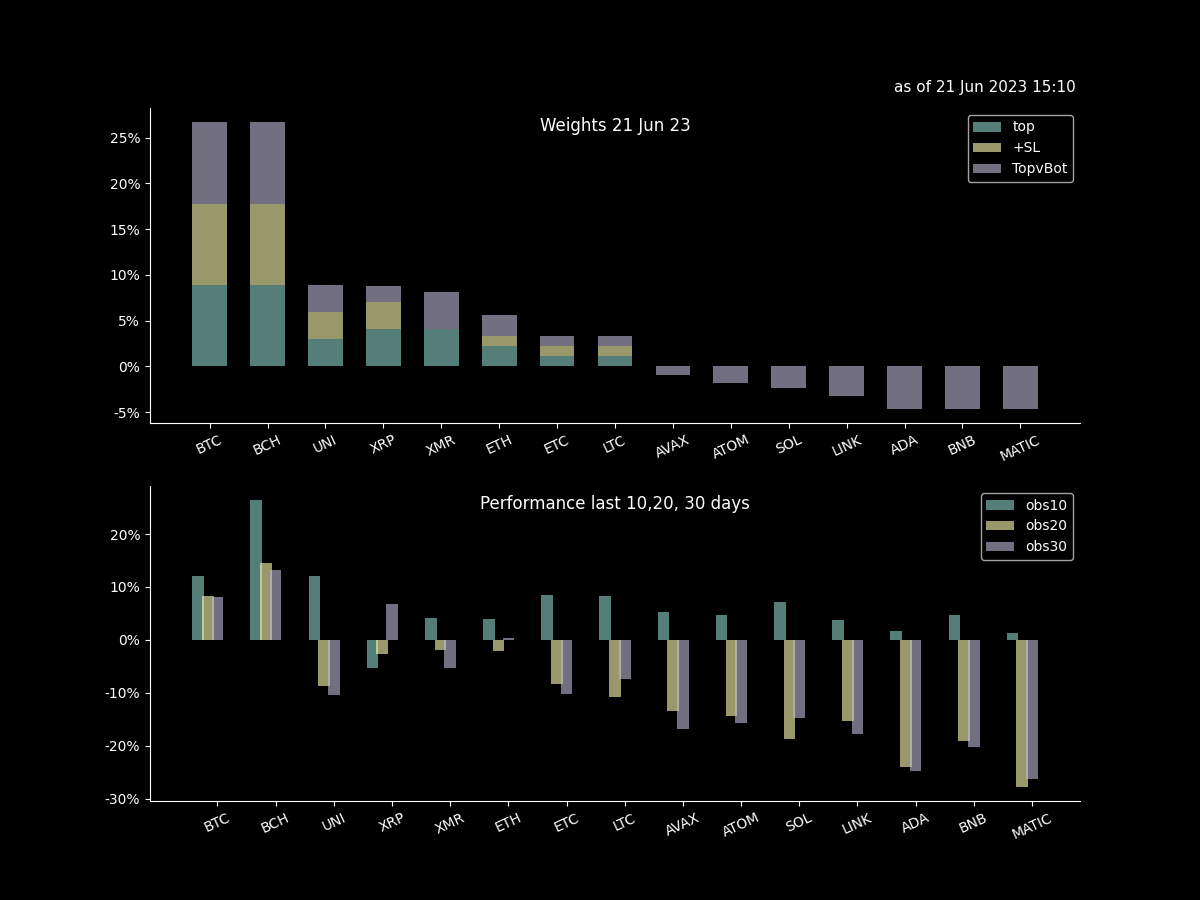 as of 21 Jun 2023 15:10
Weights 21 Jun 23
top
+SL
TopvBot
25%
20%
15%
10%
5%
0%
-5%
BTC BCH UNI XRP XMR ETH ETC LTC AVAX ATOM SOL LINK ADA BNB MATIC
Performance last 10,20, 30 days
obs10
obs20
obs30
20%
10%
0%
-10%
-20%
-30%
BTC BCH UNI XRP XMR ETH ETC LTC AVAX ATOM SOL LINK ADA BNB MATIC